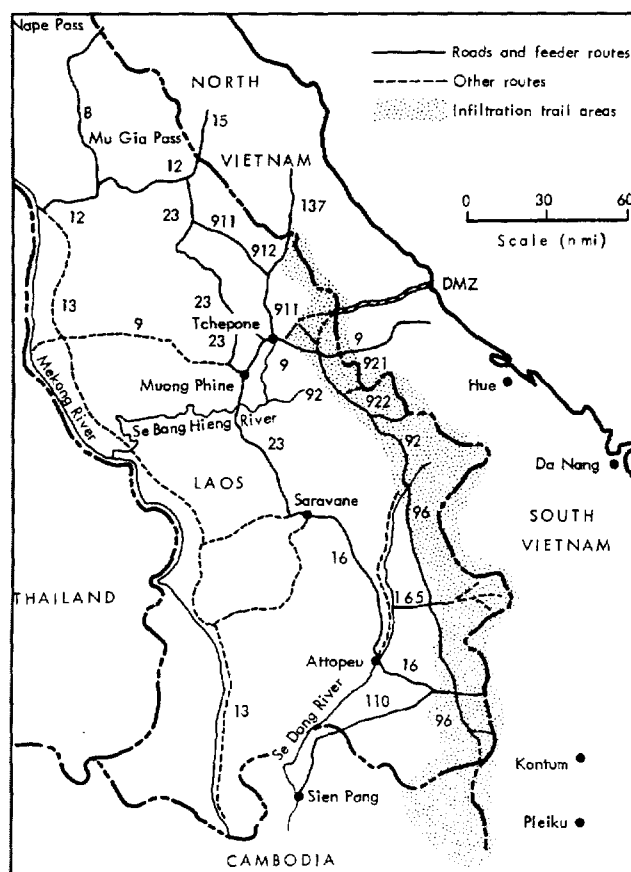 Nape Pass
Roads and feeder routes
Other routes
Infiltration trail areas
NORTH
VIETNAM
8
15
Mu Gia Pass
12
137
0
60
Scale (nmi)
12
23
911
912
DMZ
13
9
23
911
Tchepone
23
9
9
921
Hue
Muong Phine
92
922
Mekong River
Se Bang Hieng River
23
92
Da Nang
LAOS
Saravane
96
SOUTH
VIETNAM
16
THAILAND
165
Attopeu
16
13
Se Dong River
110
96
Kontum
Sien Pang
Pleiku
CAMBODIA